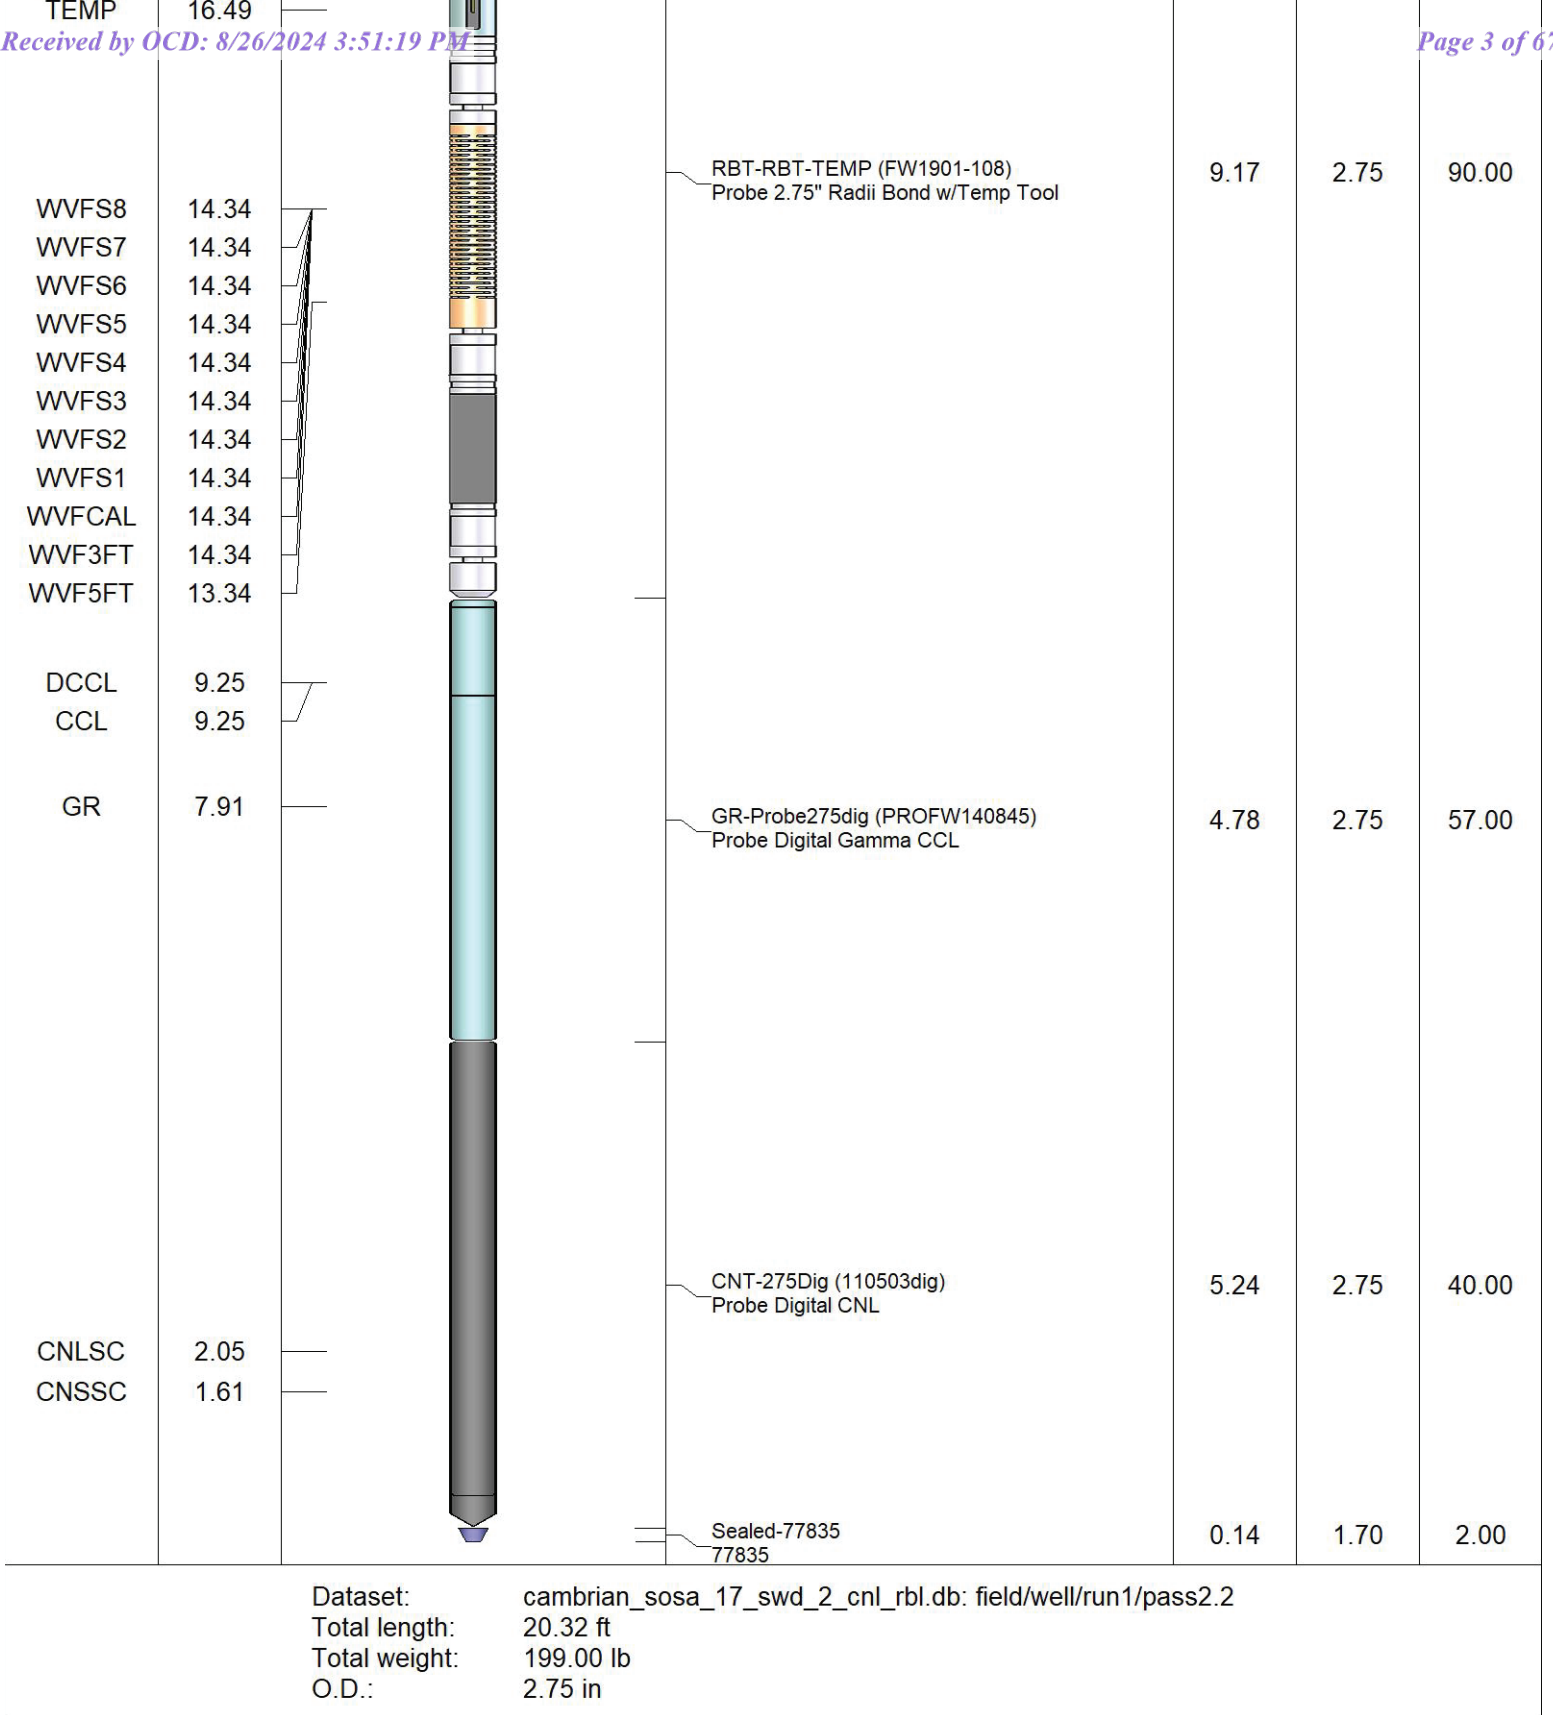 TEMP 16.49
Received by OCD: 8/26/2024 3:51:19 PM
Page 3 of 67
RBT-RBT-TEMP (FW1901-108) 9.17 2.75 90.00
Probe 2.75" Radii Bond w/Temp Tool
WVFS8 14.34
WVFS7 14.34
WVFS6 14.34
WVFS5 14.34
WVFS4 14.34
WVFS3 14.34
WVFS2 14.34
WVFS1 14.34
WVFCAL 14.34
WVF3FT 14.34
WVF5FT 13.34
DCCL 9.25
CCL 9.25
GR 7.91
GR-Probe275dig (PROFW140845) 4.78 2.75 57.00
Probe Digital Gamma CCL
CNT-275Dig (110503dig) 5.24 2.75 40.00
Probe Digital CNL
CNLSC 2.05
CNSSC 1.61
Sealed-77835 0.14 1.70 2.00
77835
Dataset: cambrian_sosa_17_swd_2_cnl_rbl.db: field/well/run1/pass2.2
Total length: 20.32 ft
Total weight: 199.00 lb
O.D.: 2.75 in